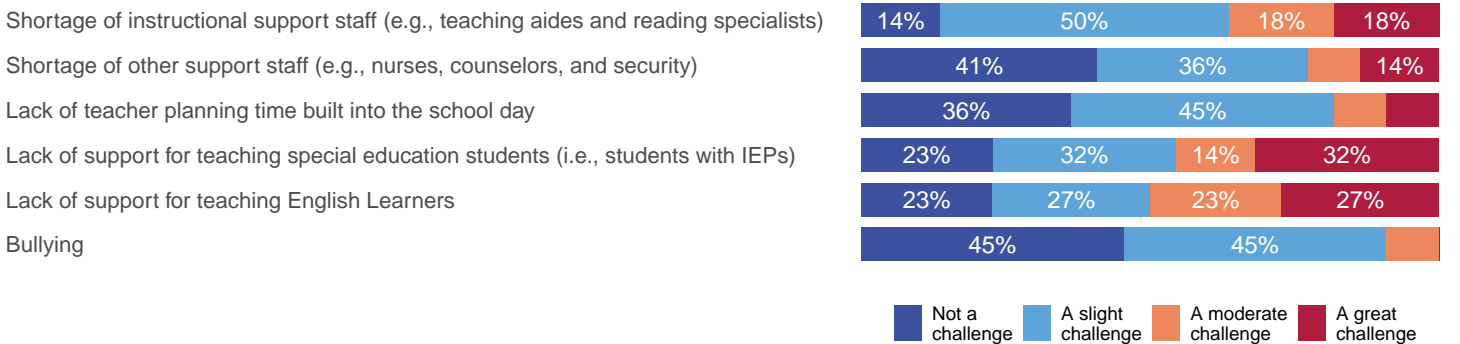 Shortage of instructional support staff (e.g., teaching aides and reading specialists) 14% 50% 18% 18%
Shortage of other support staff (e.g., nurses, counselors, and security) 41% 36% 14%
Lack of teacher planning time built into the school day 36% 45%
Lack of support for teaching special education students (i.e., students with IEPs) 23% 32% 14% 32%
Lack of support for teaching English Learners 23% 27% 23% 27%
Bullying 45% 45%
Not a challenge
A slight challenge
A moderate challenge
A great challenge